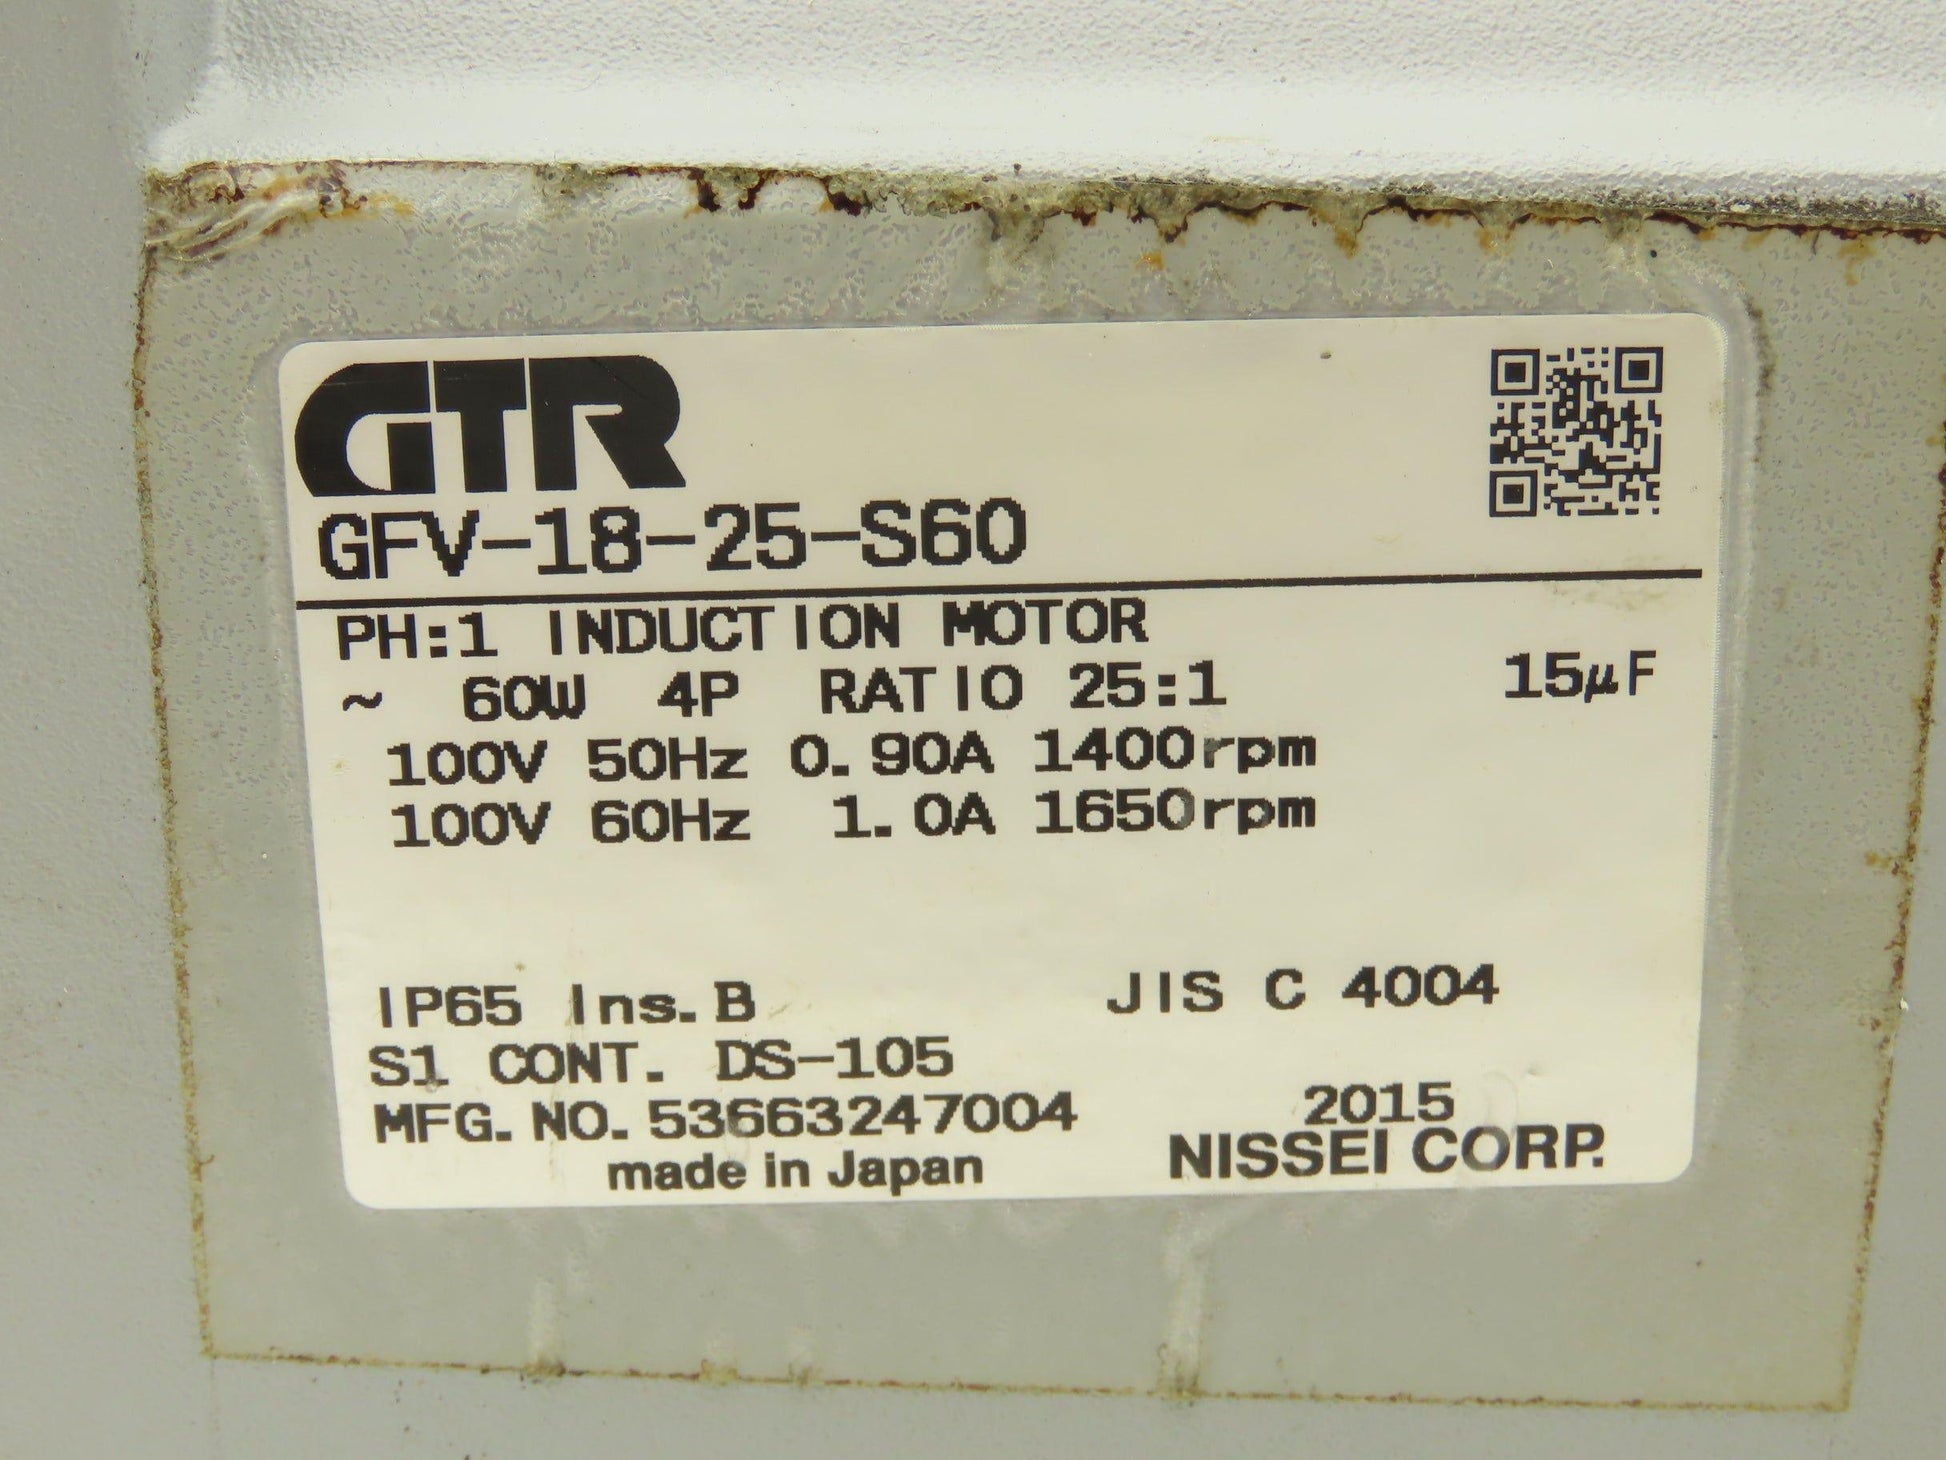 GTR
GFV-18-25-S60
PH:1 INDUCTION MOTOR
~ 60W 4P RATIO 25:1 15μF
100V 50Hz 0.90A 1400rpm
100V 60Hz 1.0A 1650rpm
IP65 Ins.B JIS C 4004
S1 CONT. DS-105
MFG.NO.53663247004 2015
made in Japan NISSEI CORP.